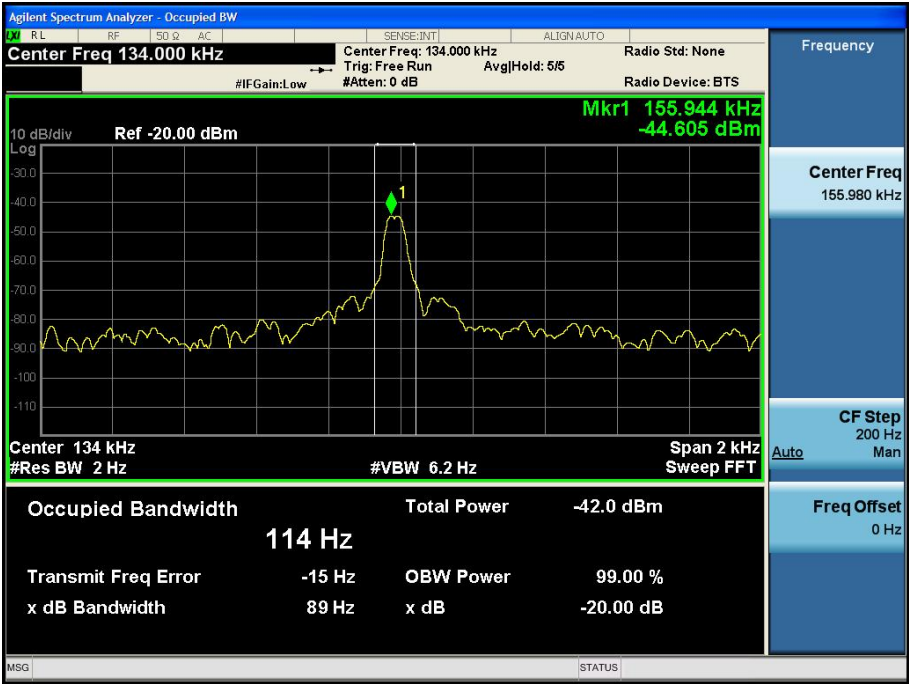 Agilent Spectrum Analyzer - Occupied BW
LXI RL RF 50 Ω AC SENSE:INT ALIGN AUTO
Center Freq 134.000 kHz
Center Freq: 134.000 kHz
Radio Std: None
Trig: Free Run Avg|Hold: 5/5
#IFGain:Low
#Atten: 0 dB
Radio Device: BTS
Mkr1 155.944 kHz
-44.605 dBm
10 dB/div Ref -20.00 dBm
Log
-30.0
-40.0
-50.0
-60.0
-70.0
-80.0
-90.0
-100
-110
1
Center 134 kHz
Span 2 kHz
#Res BW 2 Hz
#VBW 6.2 Hz
Sweep FFT
Occupied Bandwidth
114 Hz
Total Power -42.0 dBm
Transmit Freq Error -15 Hz
OBW Power 99.00 %
x dB Bandwidth 89 Hz
x dB -20.00 dB
Frequency
Center Freq
155.980 kHz
CF Step
200 Hz
Auto Man
Freq Offset
0 Hz
MSG
STATUS